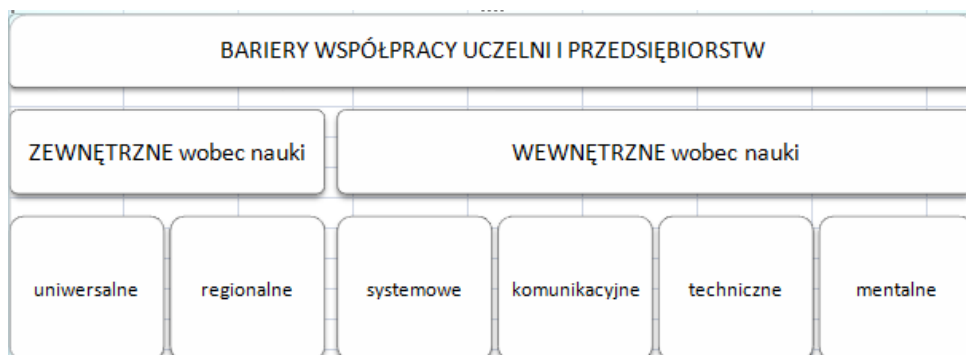 BARIERY WSPÓŁPRACY UCZELNI I PRZEDSIĘBIORSTW
ZEWNĘTRZNE wobec nauki
WEWNĘTRZNE wobec nauki
uniwersalne
regionalne
systemowe
komunikacyjne
techniczne
mentalne